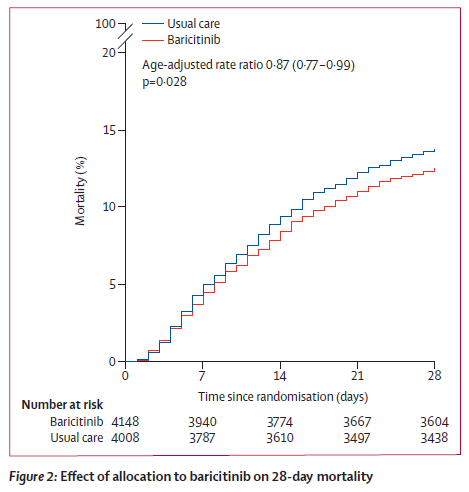 100
Usual care
Baricitinib
20
Age-adjusted rate ratio 0·87 (0·77–0·99)
p=0·028
15
Mortality (%)
10
5
0
0 7 14 21 28
Time since randomisation (days)
Number at risk
Baricitinib 4148 3940 3774 3667 3604
Usual care 4008 3787 3610 3497 3438
Figure 2: Effect of allocation to baricitinib on 28-day mortality